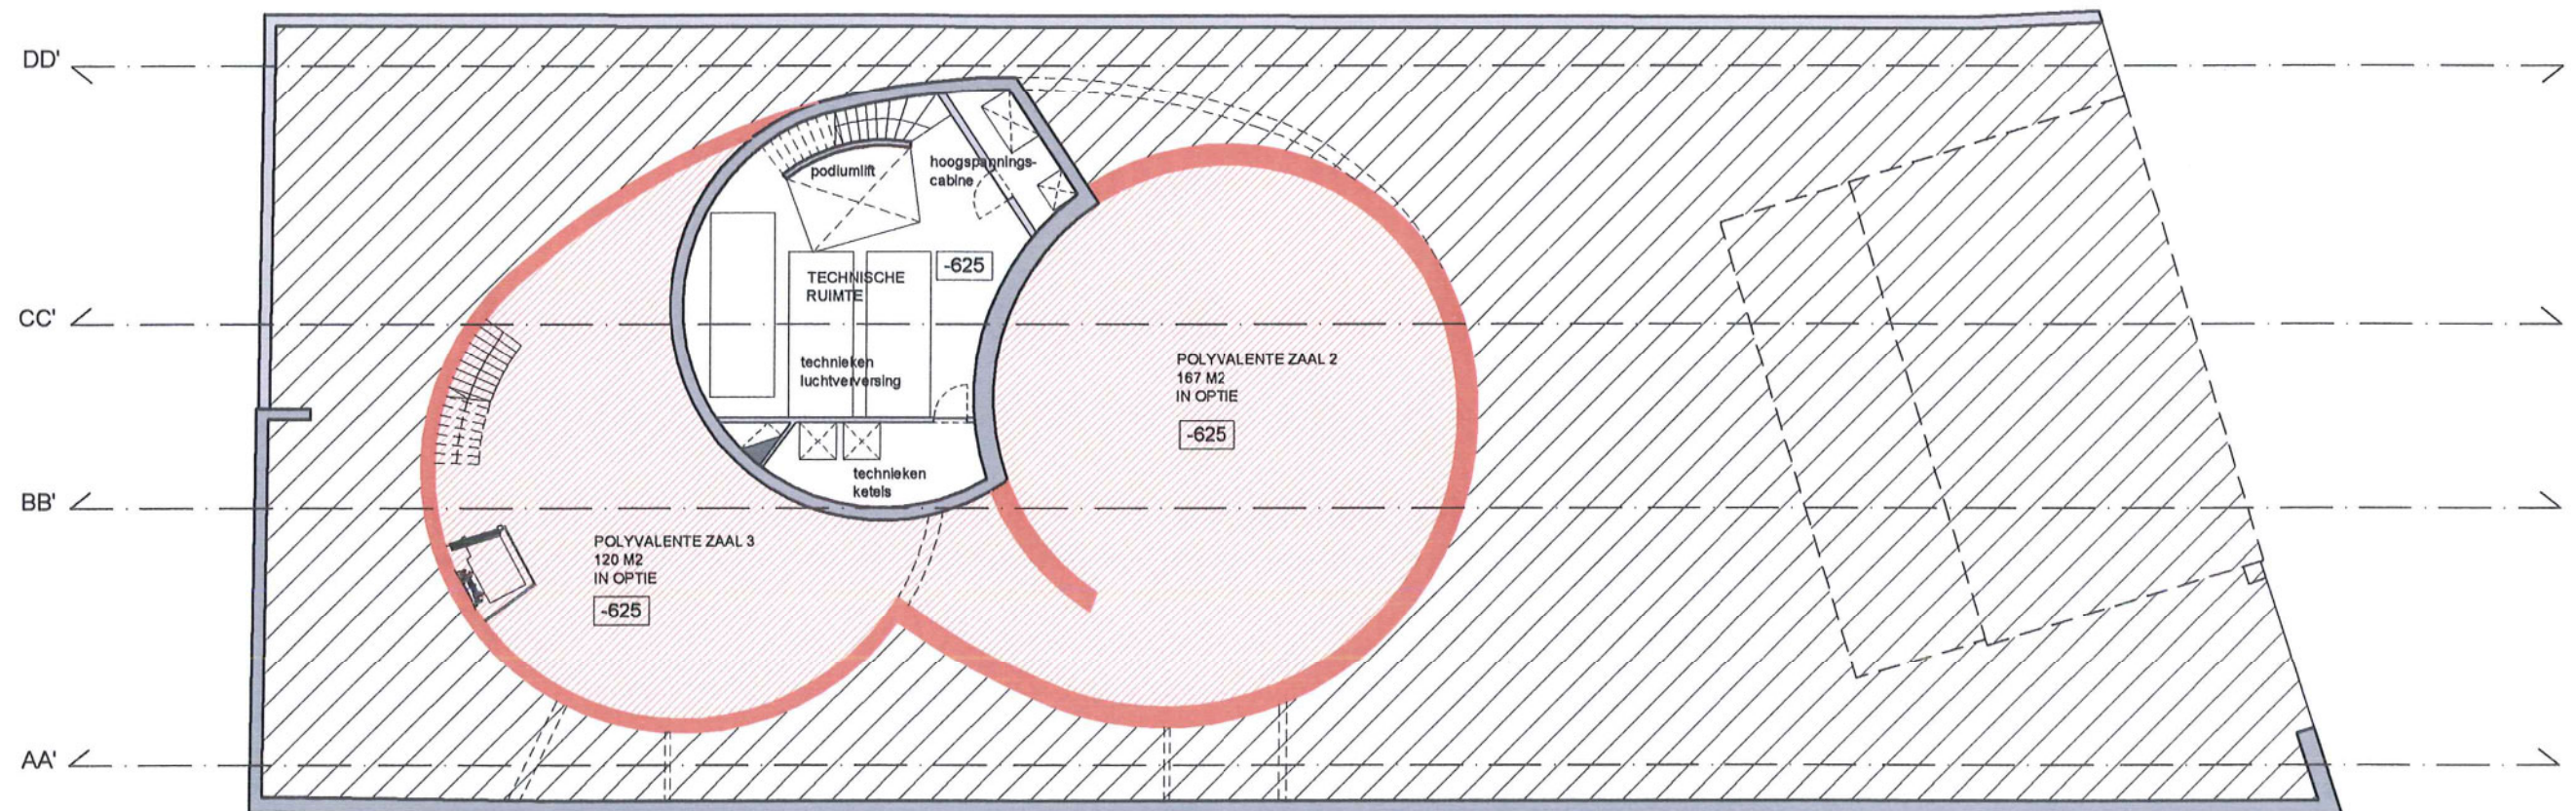 DD'
podiumlift
hoogspannings-
cabine
TECHNISCHE
RUIMTE
-625
CC'
technieken
luchtverversing
POLYVALENTE ZAAL 2
167 M2
IN OPTIE
-625
technieken
ketels
BB'
POLYVALENTE ZAAL 3
120 M2
IN OPTIE
-625
AA'